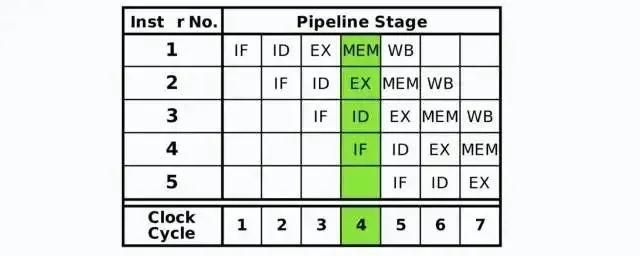 Inst r No. Pipeline Stage
1 IF ID EX MEM WB
2 IF ID EX MEM WB
3 IF ID EX MEM WB
4 IF ID EX MEM
5 IF ID EX
Clock
Cycle 1 2 3 4 5 6 7